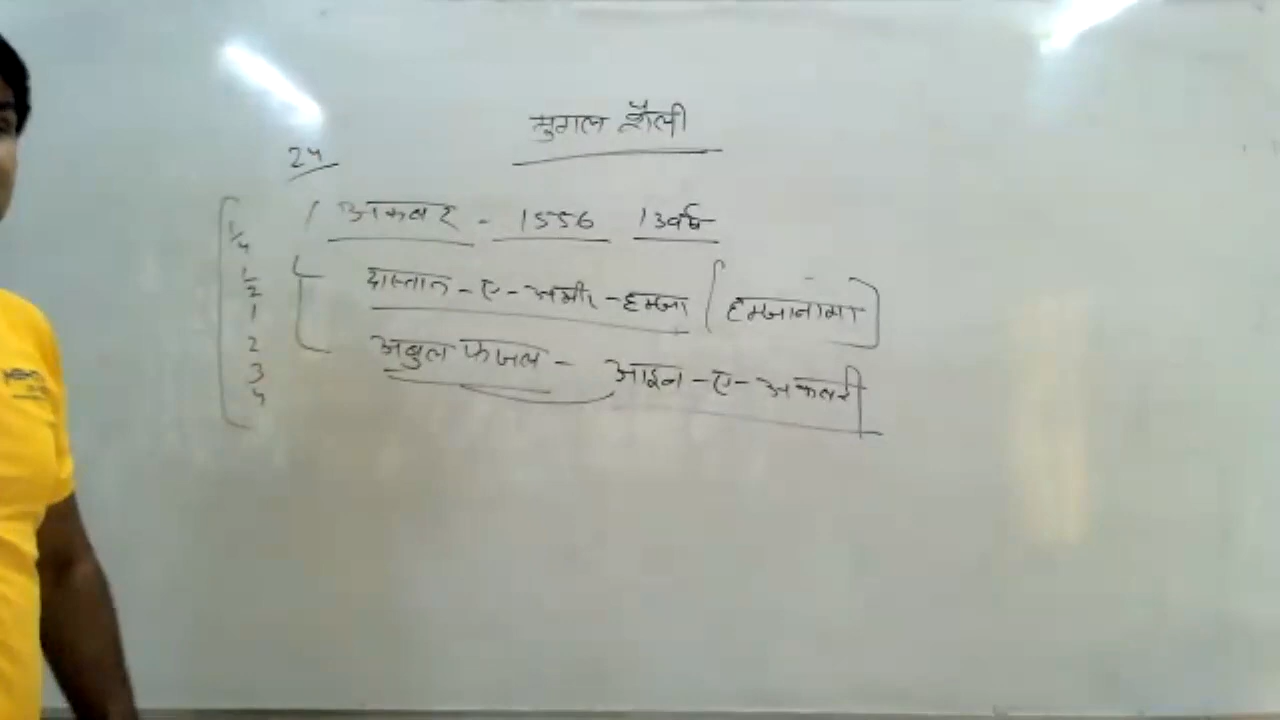 मुगल शैली
24
अकबर - 1556 13वर्ष
दास्तान-ए-अमीर-हम्जा (हम्जानामा)
अबुल फजल - आइन-ए-अकबरी
1/4
1/2
1
2
3